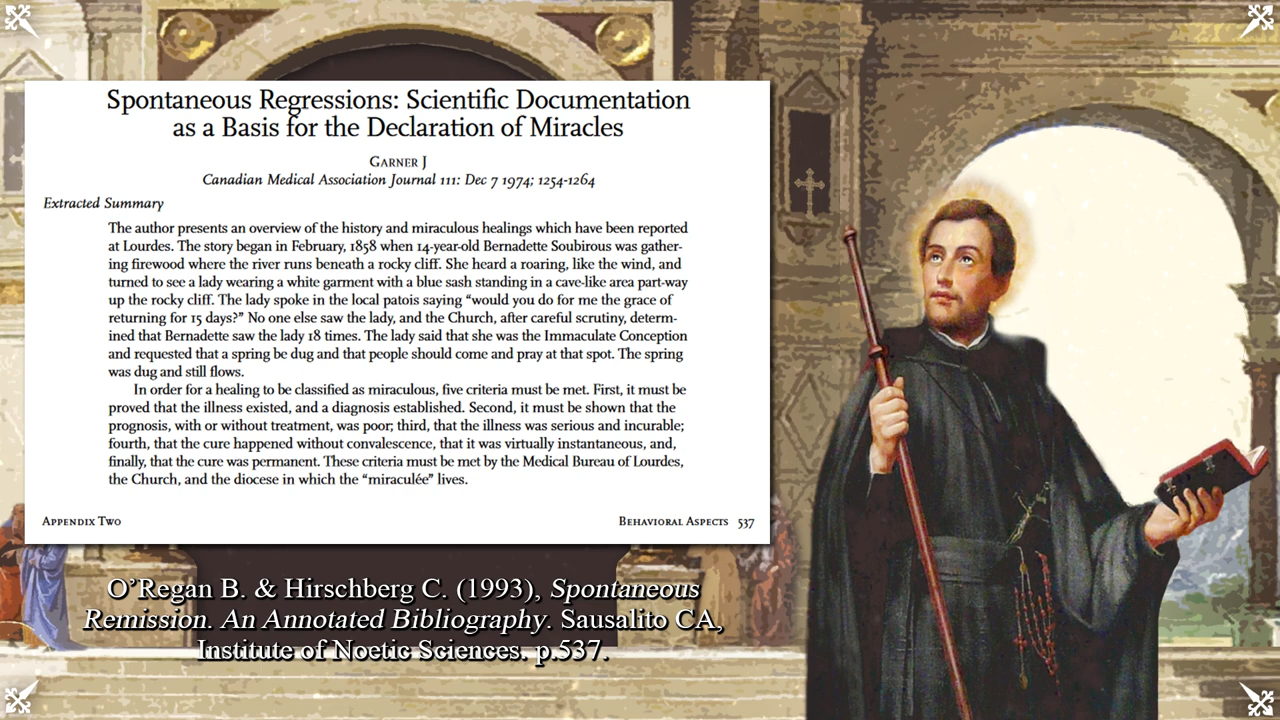 Spontaneous Regressions: Scientific Documentation
as a Basis for the Declaration of Miracles
Garner J
Canadian Medical Association Journal 111: Dec 7 1974; 1254-1264
Extracted Summary
The author presents an overview of the history and miraculous healings which have been reported
at Lourdes. The story began in February, 1858 when 14-year-old Bernadette Soubirous was gather-
ing firewood where the river runs beneath a rocky cliff. She heard a roaring, like the wind, and
turned to see a lady wearing a white garment with a blue sash standing in a cave-like area part-way
up the rocky cliff. The lady spoke in the local patois saying “would you do for me the grace of
returning for 15 days?” No one else saw the lady, and the Church, after careful scrutiny, determ-
ined that Bernadette saw the lady 18 times. The lady said that she was the Immaculate Conception
and requested that a spring be dug and that people should come and pray at that spot. The spring
was dug and still flows.
In order for a healing to be classified as miraculous, five criteria must be met. First, it must be
proved that the illness existed, and a diagnosis established. Second, it must be shown that the
prognosis, with or without treatment, was poor; third, that the illness was serious and incurable;
fourth, that the cure happened without convalescence, that it was virtually instantaneous, and,
finally, that the cure was permanent. These criteria must be met by the Medical Bureau of Lourdes,
the Church, and the diocese in which the “miraculée” lives.
Appendix Two Behavioral Aspects 537
O’Regan B. & Hirschberg C. (1993), Spontaneous
Remission. An Annotated Bibliography. Sausalito CA,
Institute of Noetic Sciences. p.537.